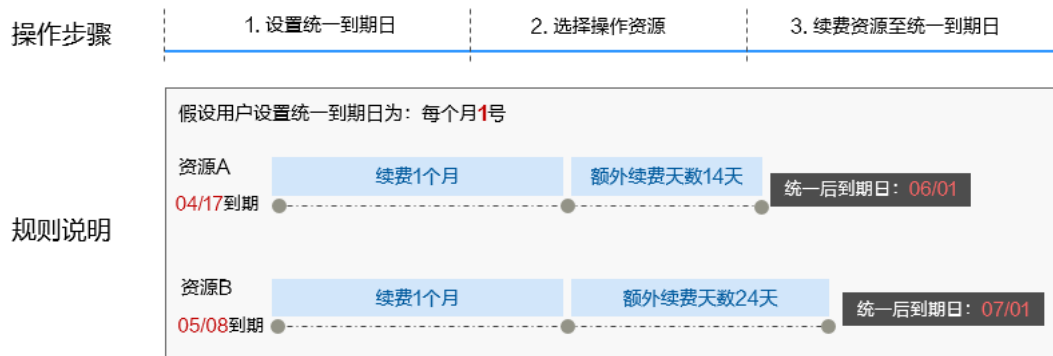 操作步骤
1. 设置统一到期日
2. 选择操作资源
3. 续费资源至统一到期日
规则说明
假设用户设置统一到期日为：每个月1号
资源A
04/17到期
续费1个月
额外续费天数14天
统一后到期日：06/01
资源B
05/08到期
续费1个月
额外续费天数24天
统一后到期日：07/01